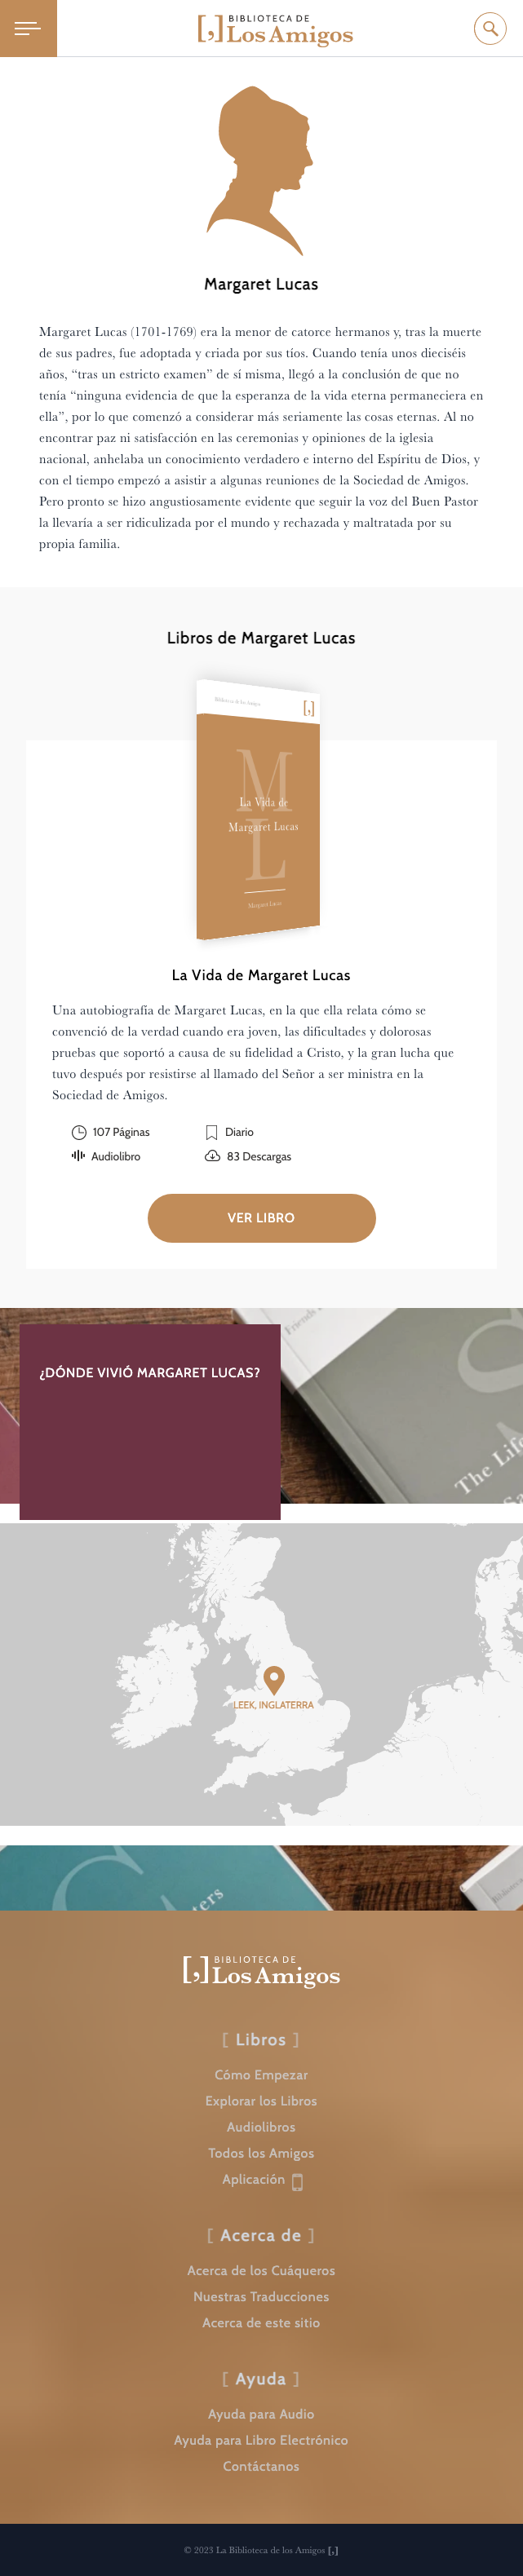 BIBLIOTECA DE
[,] Los Amigos
Margaret Lucas
Margaret Lucas (1701-1769) era la menor de catorce hermanos y, tras la muerte
de sus padres, fue adoptada y criada por sus tíos. Cuando tenía unos dieciséis
años, “tras un estricto examen” de sí misma, llegó a la conclusión de que no
tenía “ninguna evidencia de que la esperanza de la vida eterna permaneciera en
ella”, por lo que comenzó a considerar más seriamente las cosas eternas. Al no
encontrar paz ni satisfacción en las ceremonias y opiniones de la iglesia
nacional, anhelaba un conocimiento verdadero e interno del Espíritu de Dios, y
con el tiempo empezó a asistir a algunas reuniones de la Sociedad de Amigos.
Pero pronto se hizo angustiosamente evidente que seguir la voz del Buen Pastor
la llevaría a ser ridiculizada por el mundo y rechazada y maltratada por su
propia familia.
Libros de Margaret Lucas
Biblioteca de los Amigos [,]
M
L
La Vida de
Margaret Lucas
Margaret Lucas
La Vida de Margaret Lucas
Una autobiografía de Margaret Lucas, en la que ella relata cómo se
convenció de la verdad cuando era joven, las dificultades y dolorosas
pruebas que soportó a causa de su fidelidad a Cristo, y la gran lucha que
tuvo después por resistirse al llamado del Señor a ser ministra en la
Sociedad de Amigos.
107 Páginas
Diario
Audiolibro
83 Descargas
VER LIBRO
Friends
¿DÓNDE VIVIÓ MARGARET LUCAS?
The Life
LEEK, INGLATERRA
BIBLIOTECA DE
[,] Los Amigos
[ Libros ]
Cómo Empezar
Explorar los Libros
Audiolibros
Todos los Amigos
Aplicación
[ Acerca de ]
Acerca de los Cuáqueros
Nuestras Traducciones
Acerca de este sitio
[ Ayuda ]
Ayuda para Audio
Ayuda para Libro Electrónico
Contáctanos
© 2023 La Biblioteca de los Amigos [,]